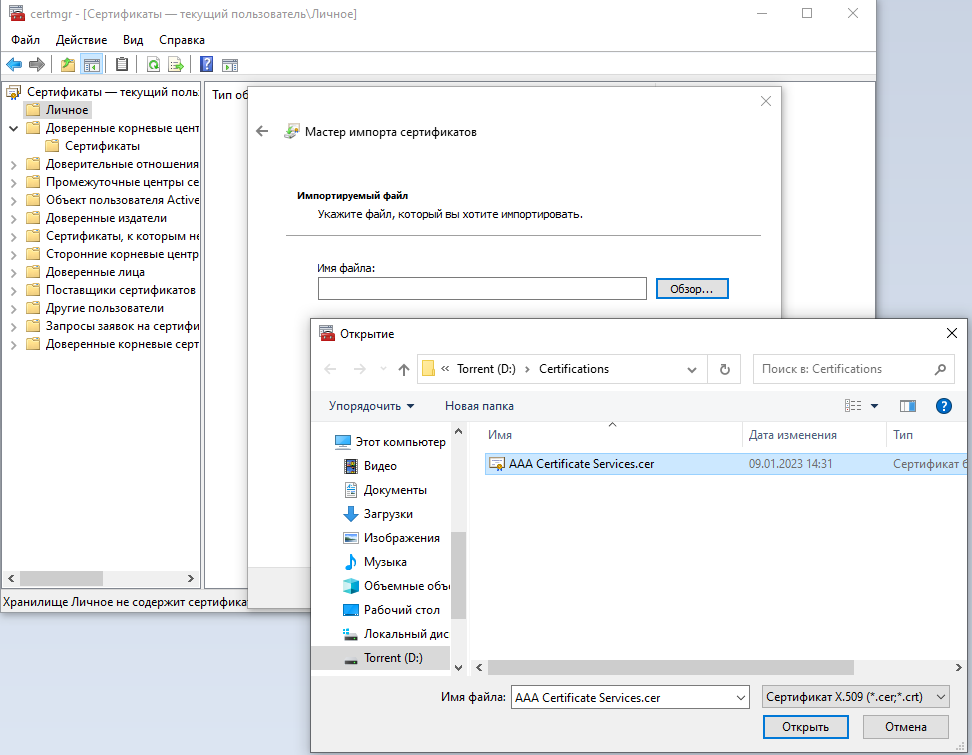 certmgr - [Сертификаты — текущий пользователь\Личное]
Файл Действие Вид Справка
Сертификаты — текущий поль
Тип об
Личное
Доверенные корневые цент
Сертификаты
Доверительные отношения
Промежуточные центры се
Объект пользователя Active
Доверенные издатели
Сертификаты, к которым не
Сторонние корневые центр
Доверенные лица
Поставщики сертификатов
Другие пользователи
Запросы заявок на сертифи
Доверенные корневые серт
Хранилище Личное не содержит сертифика
Мастер импорта сертификатов
Импортируемый файл
Укажите файл, который вы хотите импортировать.
Имя файла:
Обзор...
Открытие
« Torrent (D:) › Certifications
Поиск в: Certifications
Упорядочить Новая папка
Этот компьютер
Видео
Документы
Загрузки
Изображения
Музыка
Объемные объ
Рабочий стол
Локальный дис
Torrent (D:)
Имя Дата изменения Тип
AAA Certificate Services.cer 09.01.2023 14:31 Сертификат б
Имя файла: AAA Certificate Services.cer Сертификат X.509 (*.cer;*.crt)
Открыть Отмена